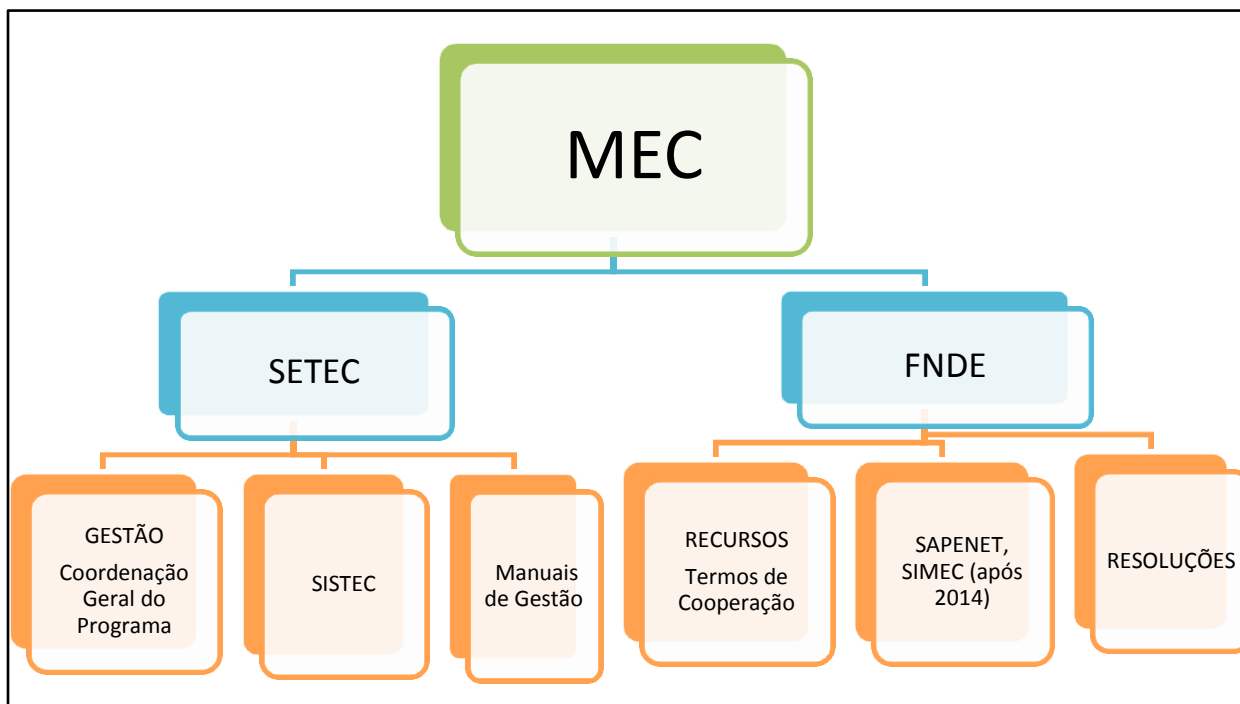 MEC
SETEC
FNDE
GESTÃO
Coordenação
Geral do
Programa
SISTEC
Manuais
de Gestão
RECURSOS
Termos de
Cooperação
SAPENET,
SIMEC (após
2014)
RESOLUÇÕES